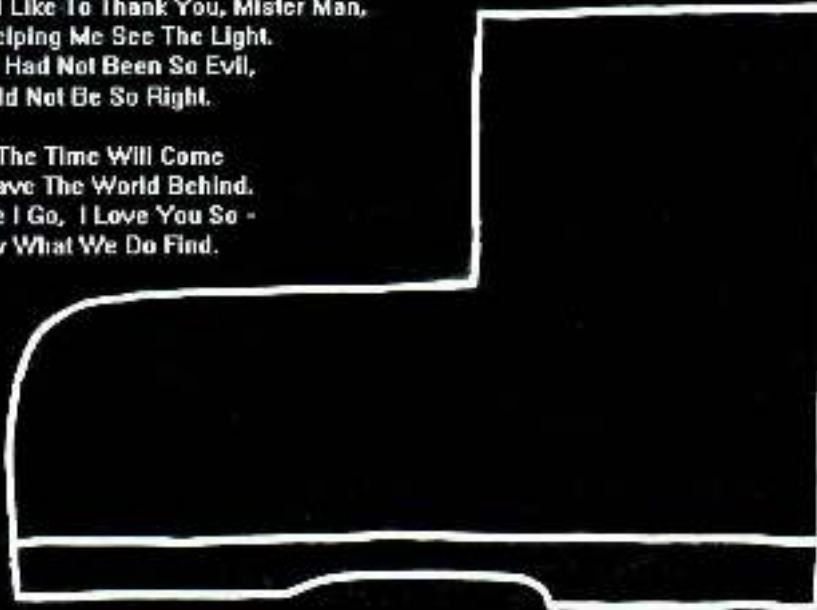 Like To Thank You, Mister Man,
elping Me See The Light.
Had Not Been So Evil,
ld Not Be So Right.
The Time Will Come
ave The World Behind.
e I Go, I Love You So -
What We Do Find.